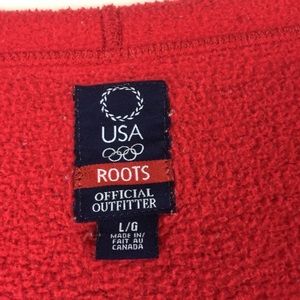 USA
ROOTS
OFFICIAL
OUTFITTER
L/G
MADE IN/
FAIT AU
CANADA